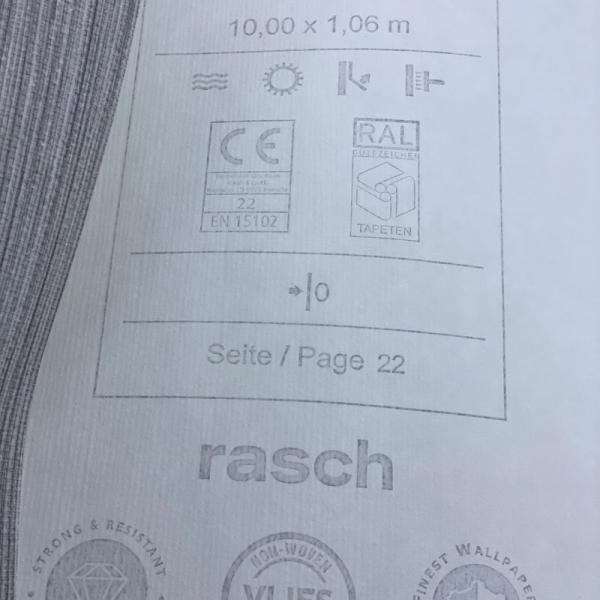 10,00 x 1,06 m
CE
22
EN 15102
RAL
GÜTEZEICHEN
TAPETEN
0
Seite / Page 22
rasch
STRONG & RESISTANT
NON-WOVEN
VLIES
FINEST WALLPAPER